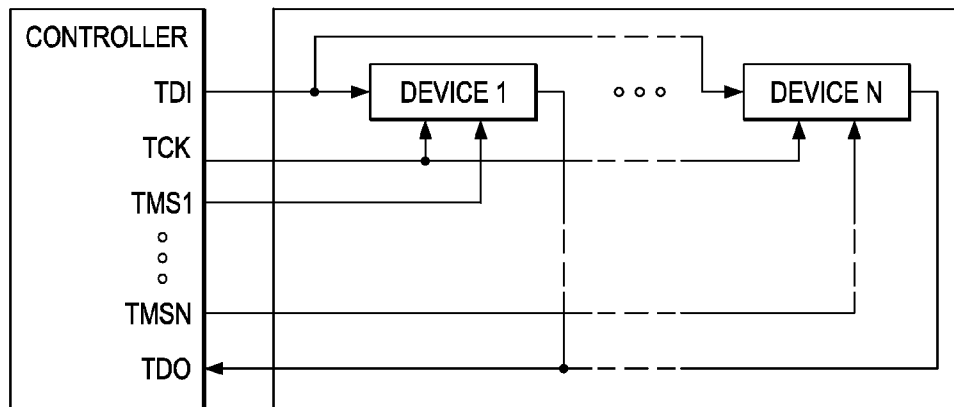 CONTROLLER
TDI
DEVICE 1
DEVICE N
TCK
TMS1
TMSN
TDO